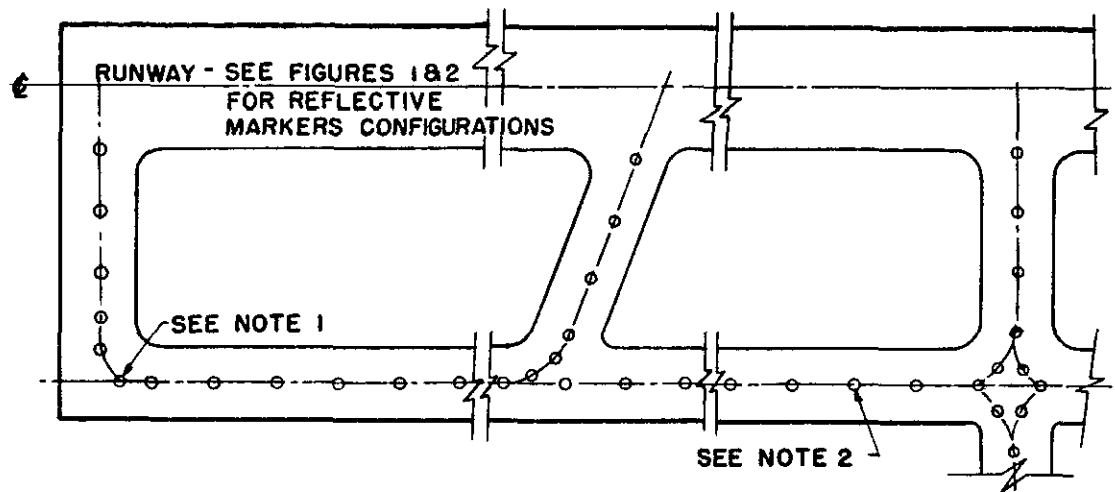 RUNWAY - SEE FIGURES 1&2
FOR REFLECTIVE
MARKERS CONFIGURATIONS
℄
SEE NOTE 1
SEE NOTE 2